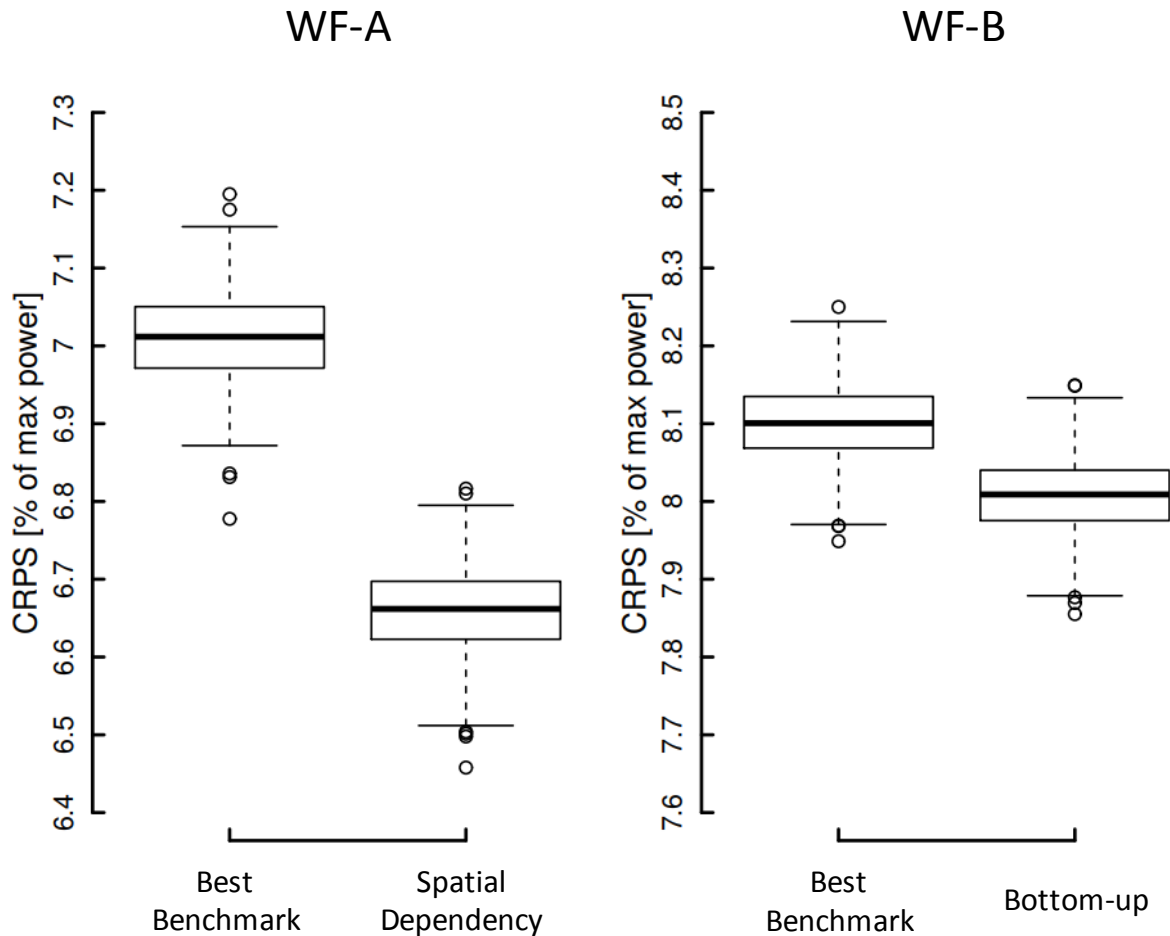 WF-A
WF-B
CRPS [% of max power]
7.3
7.2
7.1
7
6.9
6.8
6.7
6.6
6.5
6.4
Best
Benchmark
Spatial
Dependency
CRPS [% of max power]
8.5
8.4
8.3
8.2
8.1
8
7.9
7.8
7.7
7.6
Best
Benchmark
Bottom-up